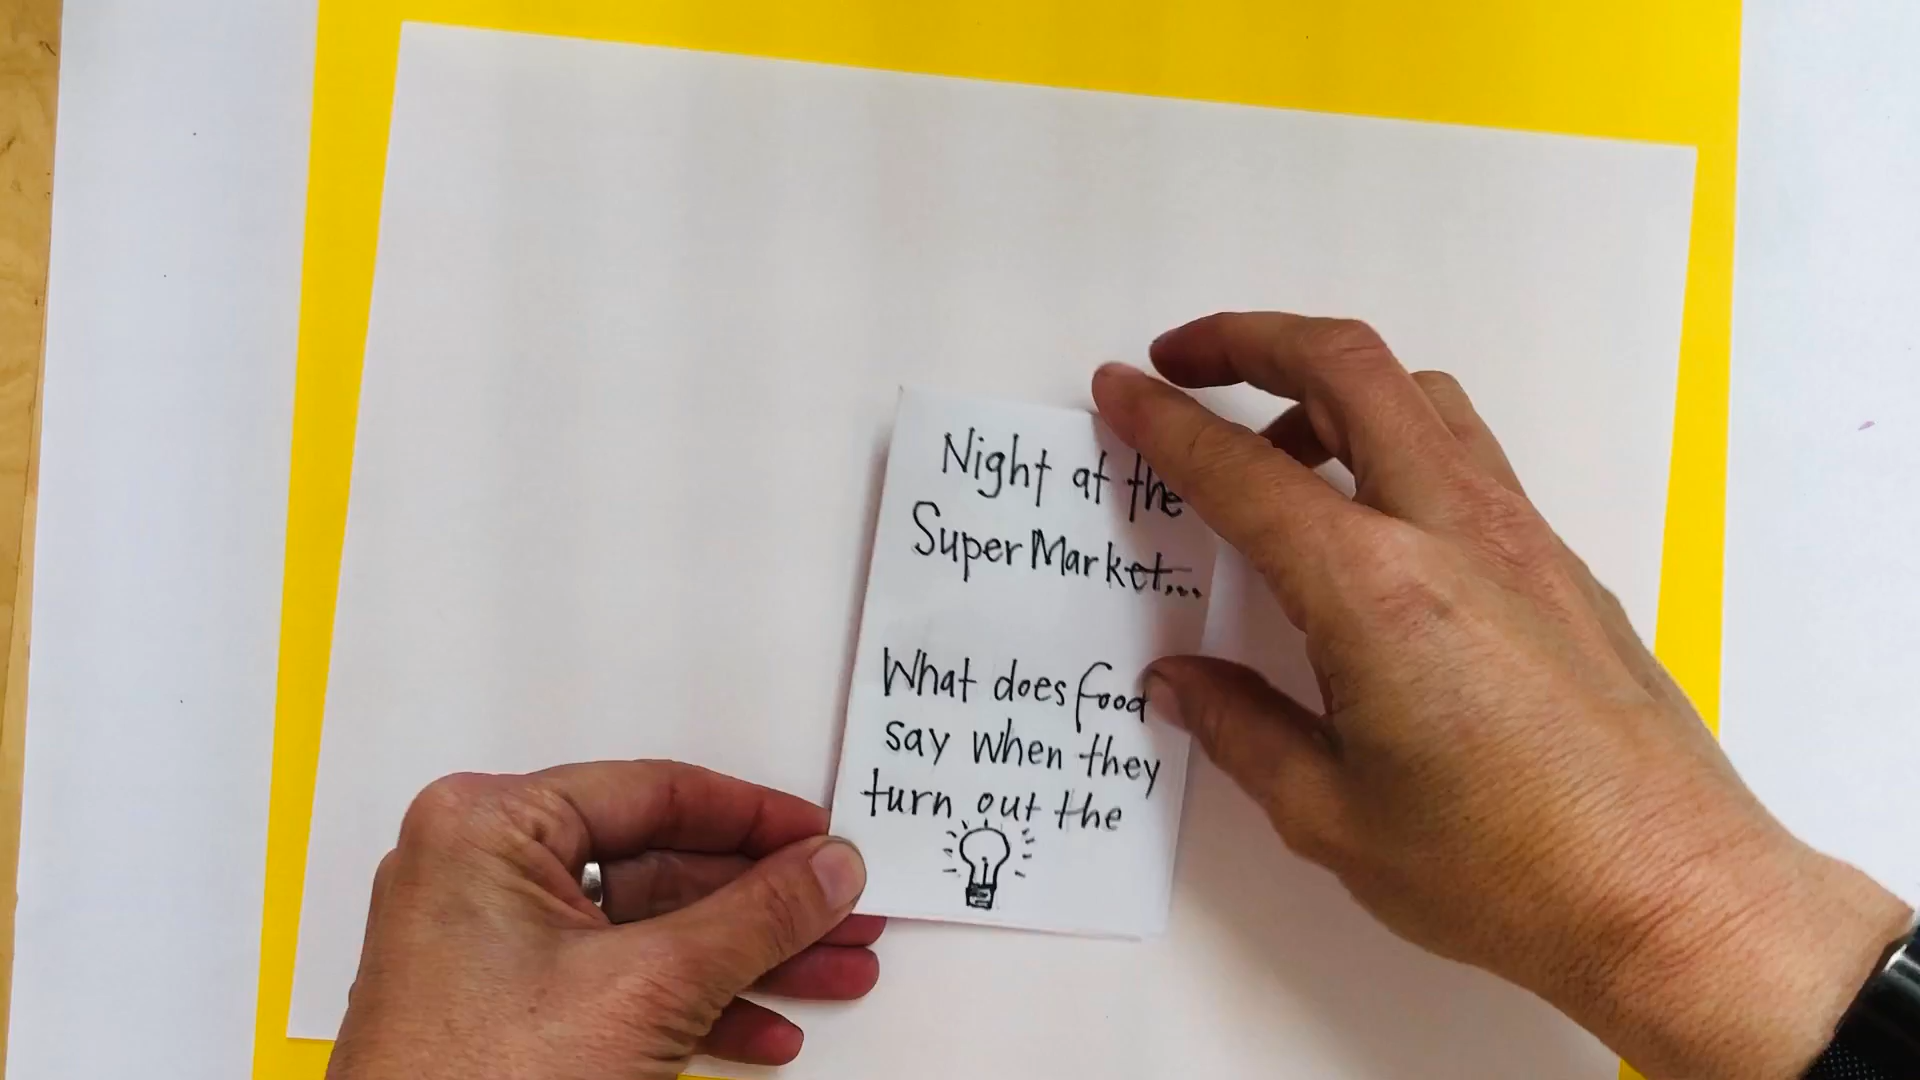 Night at the
SuperMarket...
What does food
say when they
turn out the